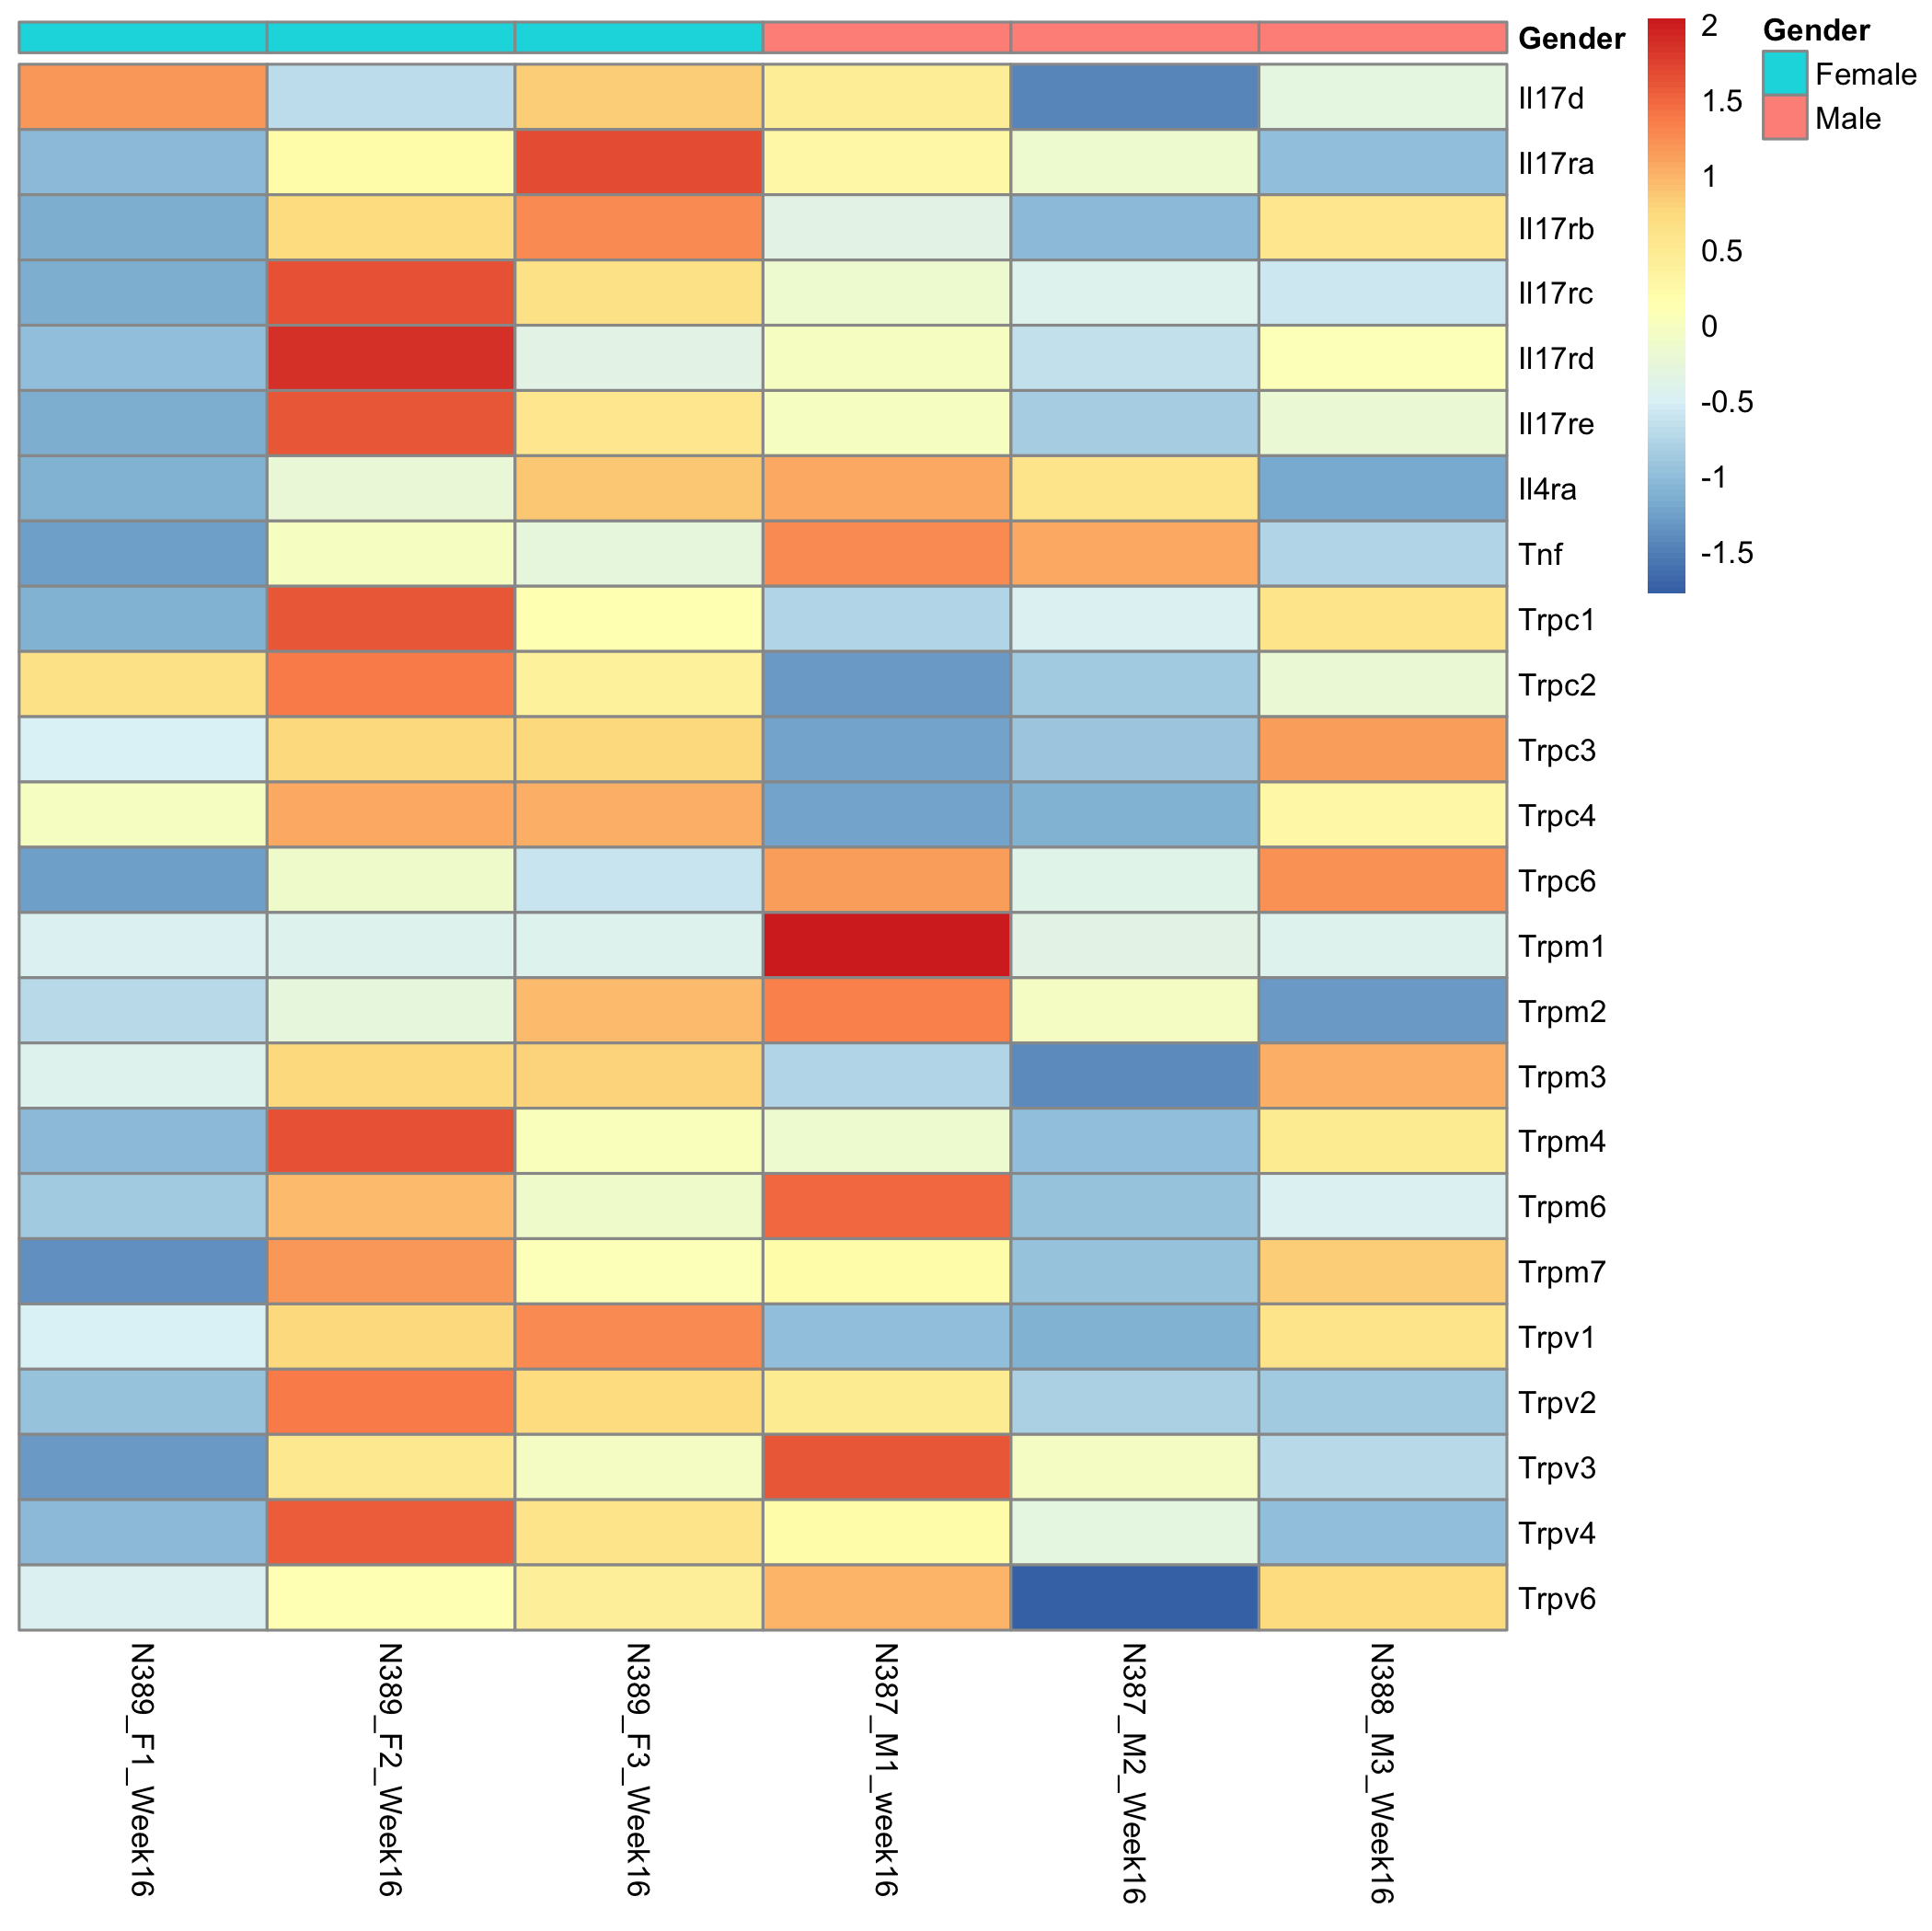 Gender
Il17d
Il17ra
Il17rb
Il17rc
Il17rd
Il17re
Il4ra
Tnf
Trpc1
Trpc2
Trpc3
Trpc4
Trpc6
Trpm1
Trpm2
Trpm3
Trpm4
Trpm6
Trpm7
Trpv1
Trpv2
Trpv3
Trpv4
Trpv6
N389_F1_Week16
N389_F2_Week16
N389_F3_Week16
N387_M1_week16
N387_M2_Week16
N388_M3_Week16
2
1.5
1
0.5
0
-0.5
-1
-1.5
Gender
Female
Male